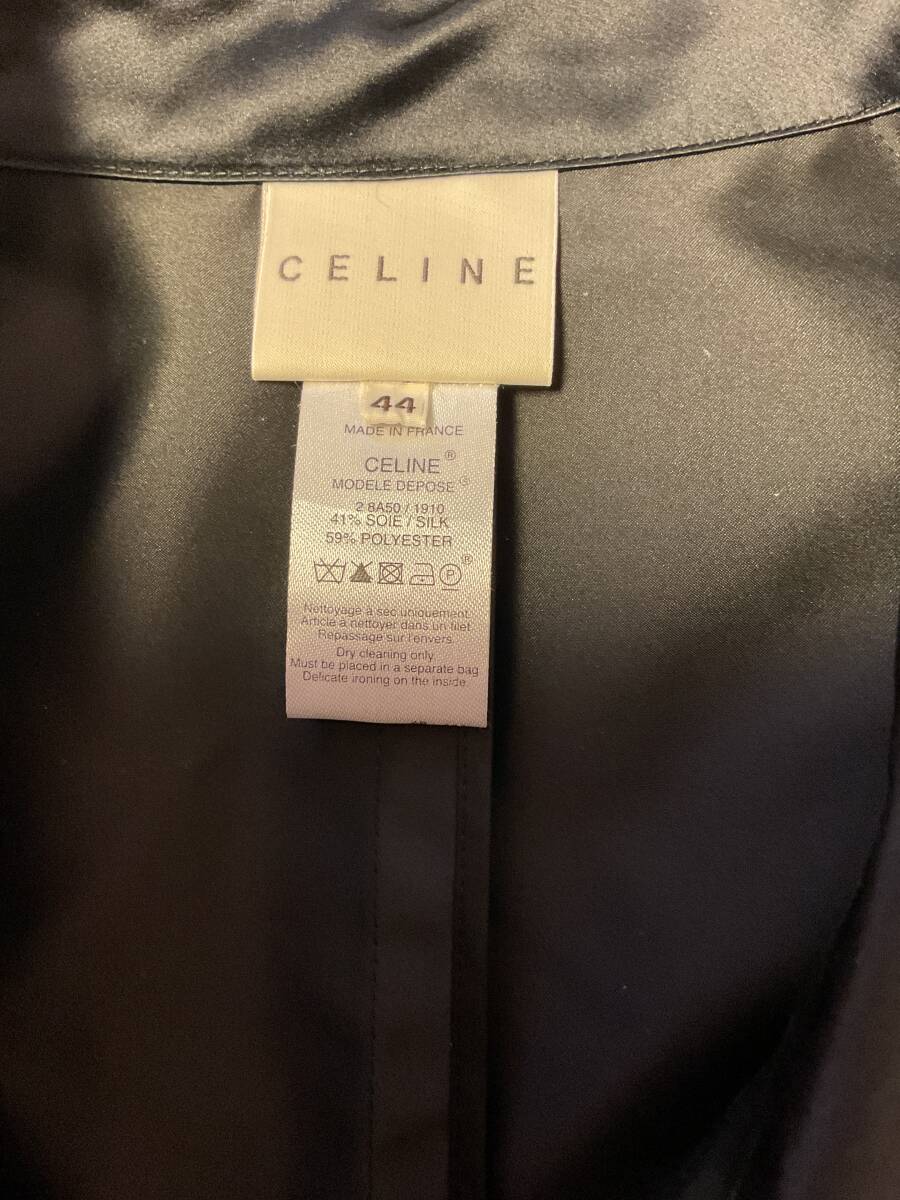 CELINE
44
MADE IN FRANCE
CELINE®
MODELE DEPOSE®
2 8A50 / 1910
41% SOIE / SILK
59% POLYESTER
P ®
Nettoyage à sec uniquement.
Article à nettoyer dans un filet.
Repassage sur l'envers.
Dry cleaning only.
Must be placed in a separate bag
Delicate ironing on the inside.